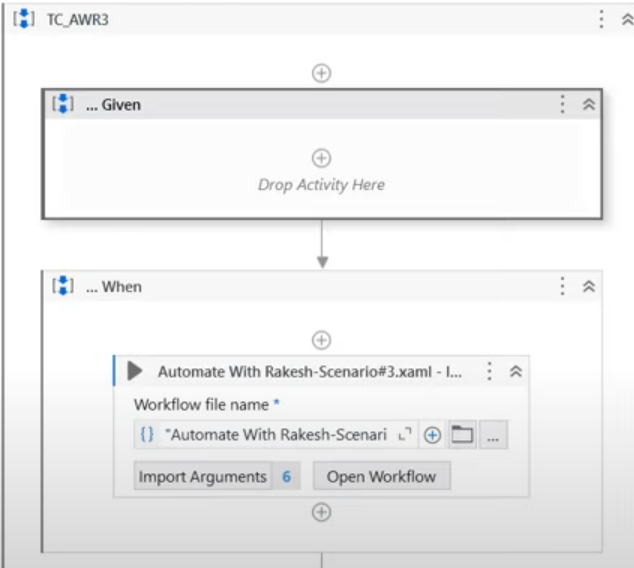 TC_AWR3
... Given
Drop Activity Here
... When
Automate With Rakesh-Scenario#3.xaml - I...
Workflow file name *
{} "Automate With Rakesh-Scenari
...
Import Arguments 6 Open Workflow